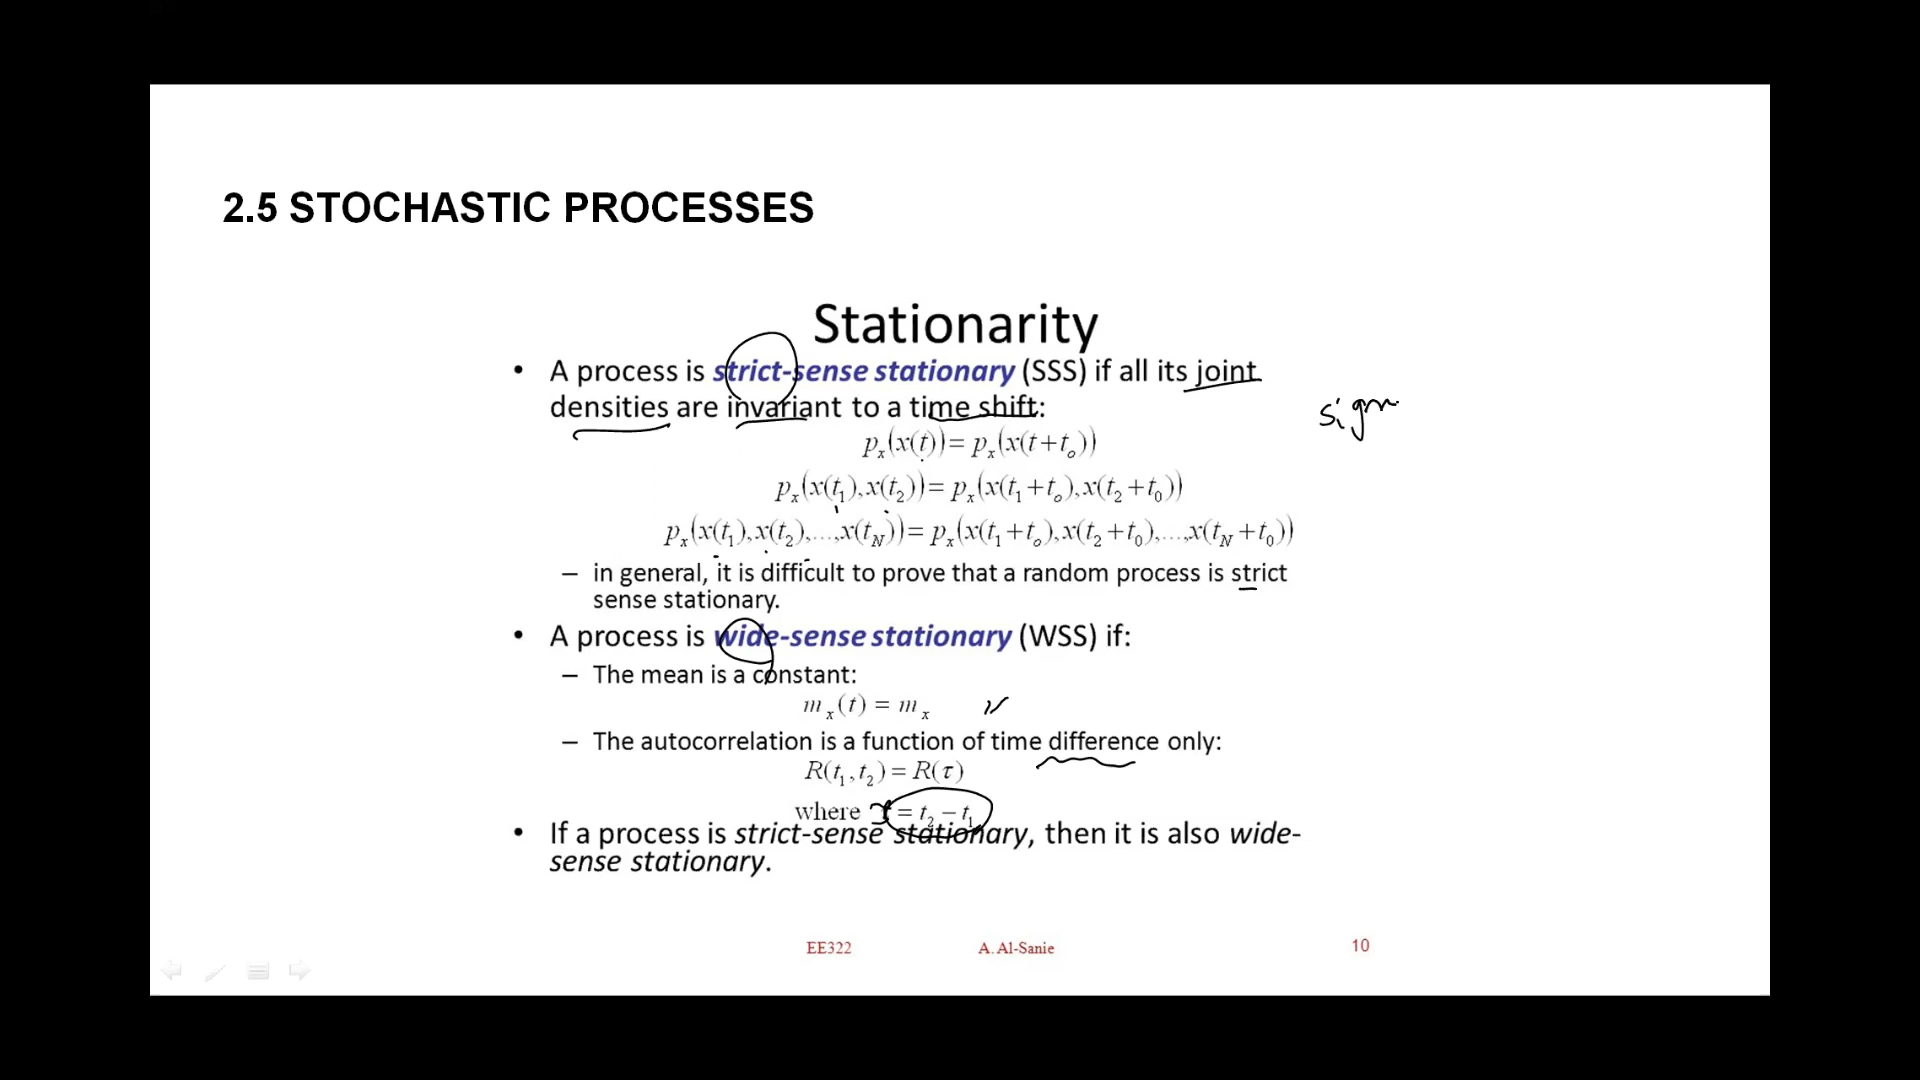 2.5 STOCHASTIC PROCESSES
Stationarity
• A process is strict-sense stationary (SSS) if all its joint
densities are invariant to a time shift:
pₓ(x(t)) = pₓ(x(t+tₒ))
pₓ(x(t₁),x(t₂)) = pₓ(x(t₁+tₒ),x(t₂+t₀))
pₓ(x(t₁),x(t₂),…,x(t_N)) = pₓ(x(t₁+tₒ),x(t₂+t₀),…,x(t_N+t₀))
– in general, it is difficult to prove that a random process is strict
sense stationary.
• A process is wide-sense stationary (WSS) if:
– The mean is a constant:
mₓ(t) = mₓ
– The autocorrelation is a function of time difference only:
R(t₁,t₂) = R(τ)
where τ = t₂ − t₁
• If a process is strict-sense stationary, then it is also wide-
sense stationary.
EE322 A. Al-Sanie 10